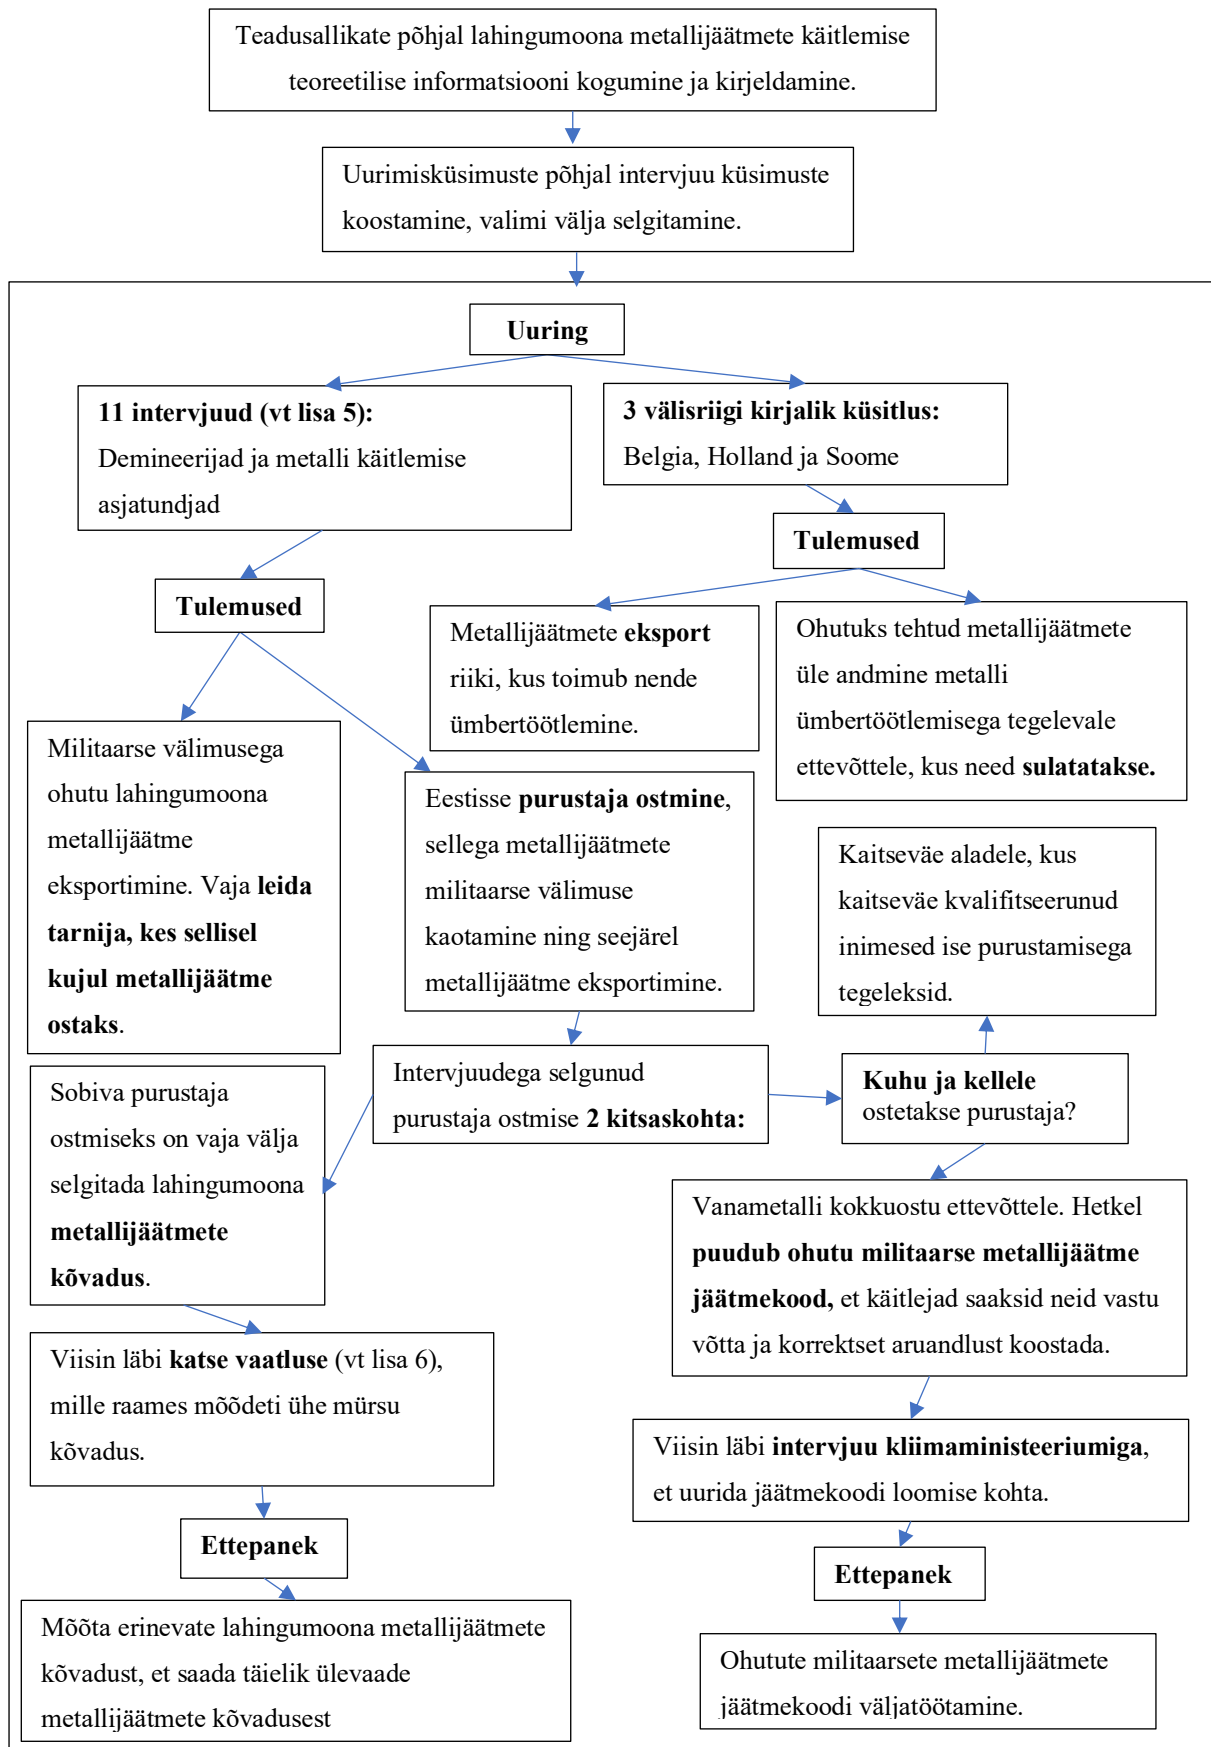 Teadusallikate põhjal lahingumoona metallijäätmete käitlemise
teoreetilise informatsiooni kogumine ja kirjeldamine.
Uurimisküsimuste põhjal intervjuu küsimuste
koostamine, valimi välja selgitamine.
Uuring
11 intervjuud (vt lisa 5):
Demineerijad ja metalli käitlemise
asjatundjad
3 välisriigi kirjalik küsitlus:
Belgia, Holland ja Soome
Tulemused
Tulemused
Metallijäätmete eksport
riiki, kus toimub nende
ümbertöötlemine.
Ohutuks tehtud metallijäätmete
üle andmine metalli
ümbertöötlemisega tegelevale
ettevõttele, kus need sulatatakse.
Militaarse välimusega
ohutu lahingumoona
metallijäätme
eksportimine. Vaja leida
tarnija, kes sellisel
kujul metallijäätme
ostaks.
Eestisse purustaja ostmine,
sellega metallijäätmete
militaarse välimuse
kaotamine ning seejärel
metallijäätme eksportimine.
Kaitseväe aladele, kus
kaitseväe kvalifitseerunud
inimesed ise purustamisega
tegeleksid.
Intervjuudega selgunud
purustaja ostmise 2 kitsaskohta:
Kuhu ja kellele
ostetakse purustaja?
Sobiva purustaja
ostmiseks on vaja välja
selgitada lahingumoona
metallijäätmete
kõvadus.
Vanametalli kokkuostu ettevõttele. Hetkel
puudub ohutu militaarse metallijäätme
jäätmekood, et käitlejad saaksid neid vastu
võtta ja korrektset aruandlust koostada.
Viisin läbi katse vaatluse (vt lisa 6),
mille raames mõõdeti ühe mürsu
kõvadus.
Viisin läbi intervjuu kliimaministeeriumiga,
et uurida jäätmekoodi loomise kohta.
Ettepanek
Ettepanek
Mõõta erinevate lahingumoona metallijäätmete
kõvadust, et saada täielik ülevaade
metallijäätmete kõvadusest
Ohutute militaarsete metallijäätmete
jäätmekoodi väljatöötamine.